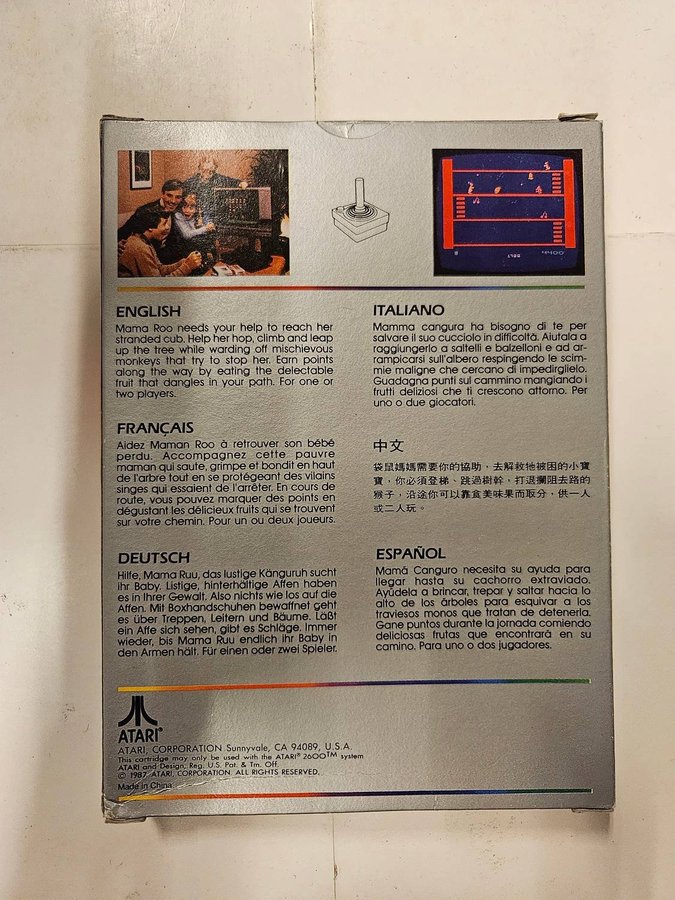 ENGLISH
Mama Roo needs your help to reach her
stranded cub. Help her hop, climb and leap
up the tree while warding off mischievous
monkeys that try to stop her. Earn points
along the way by eating the delectable
fruit that dangles in your path. For one or
two players.
FRANÇAIS
Aidez Maman Roo à retrouver son bébé
perdu. Accompagnez cette pauvre
maman qui saute, grimpe et bondit en haut
de l'arbre tout en se protégeant des vilains
singes qui essaient de l'arrêter. En cours de
route, vous pouvez marquer des points en
dégustant les délicieux fruits qui se trouvent
sur votre chemin. Pour un ou deux joueurs.
DEUTSCH
Hilfe, Mama Ruu, das lustige Känguruh sucht
ihr Baby. Listige, hinterhältige Affen haben
es in Ihrer Gewalt. Also nichts wie los auf die
Affen. Mit Boxhandschuhen bewaffnet geht
es über Treppen, Leitern und Bäume. Läßt
ein Affe sich sehen, gibt es Schläge. Immer
wieder, bis Mama Ruu endlich ihr Baby in
den Armen hält. Für einen oder zwei Spieler.
ITALIANO
Mamma cangura ha bisogno di te per
salvare il suo cucciolo in difficoltà. Aiutala a
raggiungerlo a saltelli e balzelloni e ad ar-
rampicarsi sull'albero respingendo le scim-
mie maligne che cercano di impedirglielo.
Guadagna punti sul cammino mangiando i
frutti deliziosi che ti crescono attorno. Per
uno o due giocatori.
中文
袋鼠媽媽需要你的協助，去解救牠被困的小寶
寶，你必須登梯、跳過樹幹，打退攔阻去路的
猴子，沿途你可以靠食美味果而取分，供一人
或二人玩。
ESPAÑOL
Mamá Canguro necesita su ayuda para
llegar hasta su cachorro extraviado.
Ayúdela a brincar, trepar y saltar hacia lo
alto de los árboles para esquivar a los
traviesos monos que tratan de detenerla.
Gane puntos durante la jornada comiendo
deliciosas frutas que encontrará en su
camino. Para uno o dos jugadores.
ATARI®
ATARI, CORPORATION Sunnyvale, CA 94089, U.S.A.
This cartridge may only be used with the ATARI® 2600™ system
ATARI and Design, Reg. U.S. Pat. & Tm. Off.
© 1987 ATARI, CORPORATION. ALL RIGHTS RESERVED.
Made in China